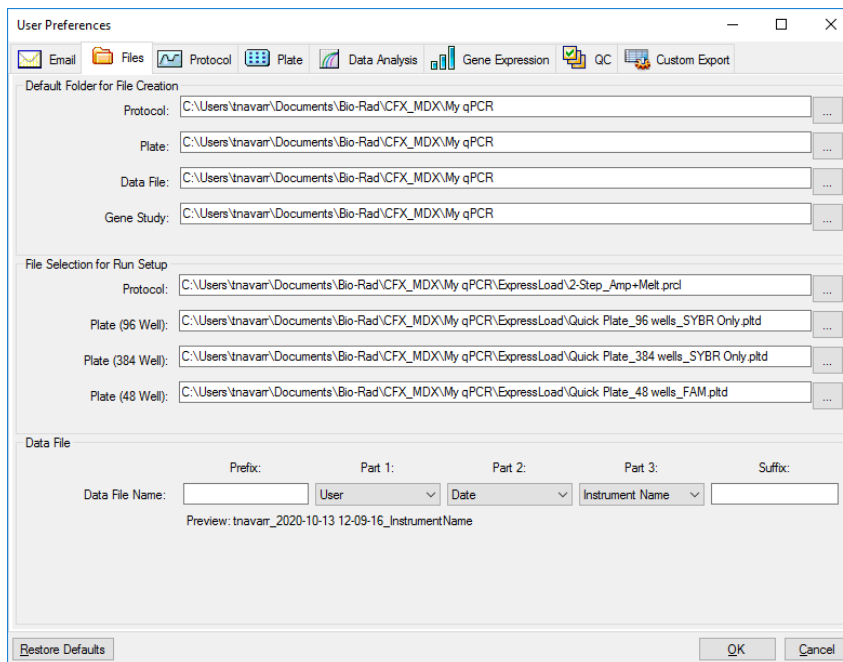 User Preferences
Email Files Protocol Plate Data Analysis Gene Expression QC Custom Export
Default Folder for File Creation
Protocol: C:\Users\tnavarr\Documents\Bio-Rad\CFX_MDX\My qPCR ...
Plate: C:\Users\tnavarr\Documents\Bio-Rad\CFX_MDX\My qPCR ...
Data File: C:\Users\tnavarr\Documents\Bio-Rad\CFX_MDX\My qPCR ...
Gene Study: C:\Users\tnavarr\Documents\Bio-Rad\CFX_MDX\My qPCR ...
File Selection for Run Setup
Protocol: C:\Users\tnavarr\Documents\Bio-Rad\CFX_MDX\My qPCR\ExpressLoad\2-Step_Amp+Melt.prcl ...
Plate (96 Well): C:\Users\tnavarr\Documents\Bio-Rad\CFX_MDX\My qPCR\ExpressLoad\Quick Plate_96 wells_SYBR Only.pltd ...
Plate (384 Well): C:\Users\tnavarr\Documents\Bio-Rad\CFX_MDX\My qPCR\ExpressLoad\Quick Plate_384 wells_SYBR Only.pltd ...
Plate (48 Well): C:\Users\tnavarr\Documents\Bio-Rad\CFX_MDX\My qPCR\ExpressLoad\Quick Plate_48 wells_FAM.pltd ...
Data File
Prefix: Part 1: Part 2: Part 3: Suffix:
Data File Name: User Date Instrument Name
Preview: tnavarr_2020-10-13 12-09-16_InstrumentName
Restore Defaults OK Cancel